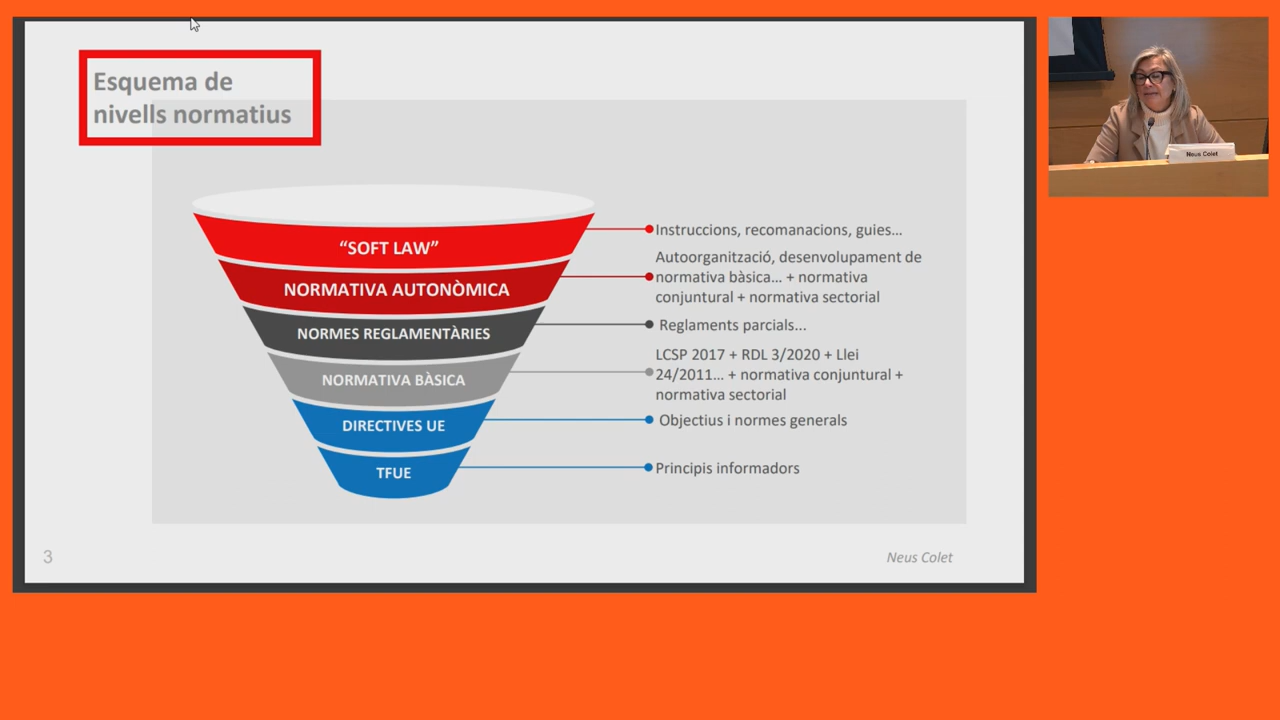 Esquema de
nivells normatius
“SOFT LAW”
Instruccions, recomanacions, guies...
NORMATIVA AUTONÒMICA
Autoorganització, desenvolupament de
normativa bàsica... + normativa
conjuntural + normativa sectorial
NORMES REGLAMENTÀRIES
Reglaments parcials...
NORMATIVA BÀSICA
LCSP 2017 + RDL 3/2020 + Llei
24/2011... + normativa conjuntural +
normativa sectorial
DIRECTIVES UE
Objectius i normes generals
TFUE
Principis informadors
3
Neus Colet
Neus Colet